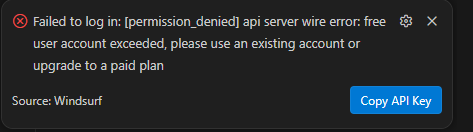 Failed to log in: [permission_denied] api server wire error: free
user account exceeded, please use an existing account or
upgrade to a paid plan
Source: Windsurf
Copy API Key